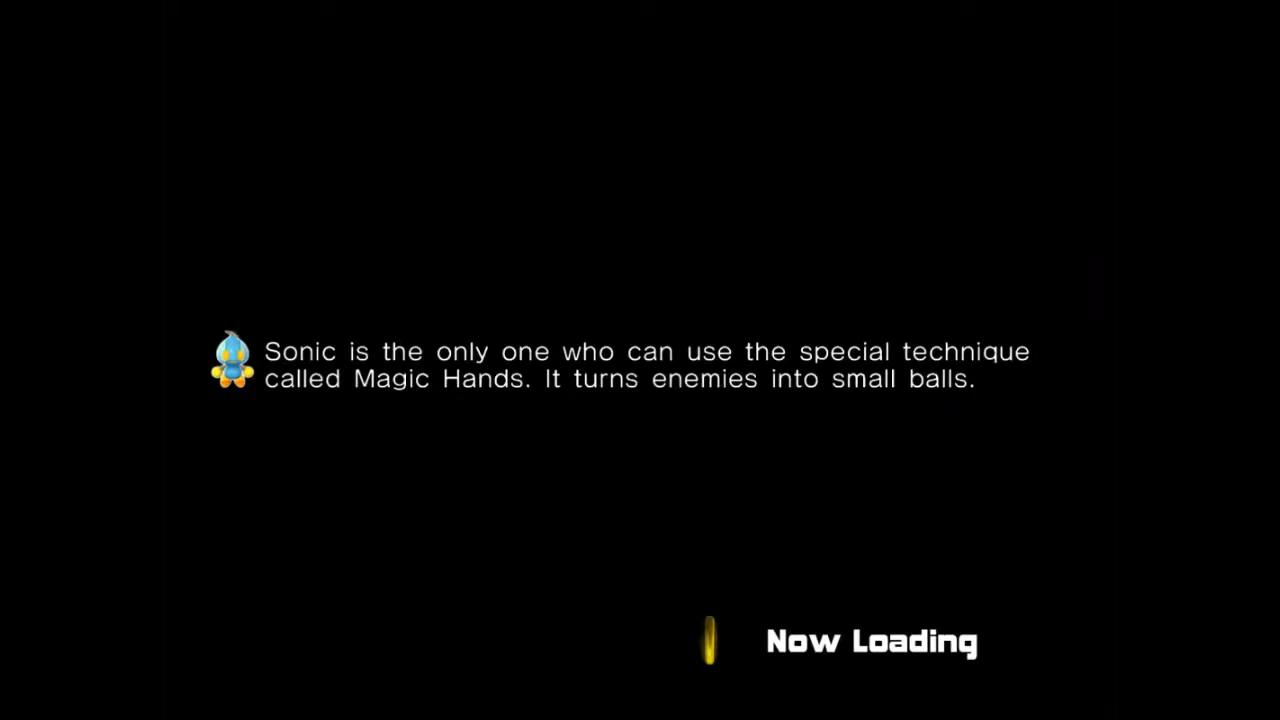 Sonic is the only one who can use the special technique
called Magic Hands. It turns enemies into small balls.
Now Loading